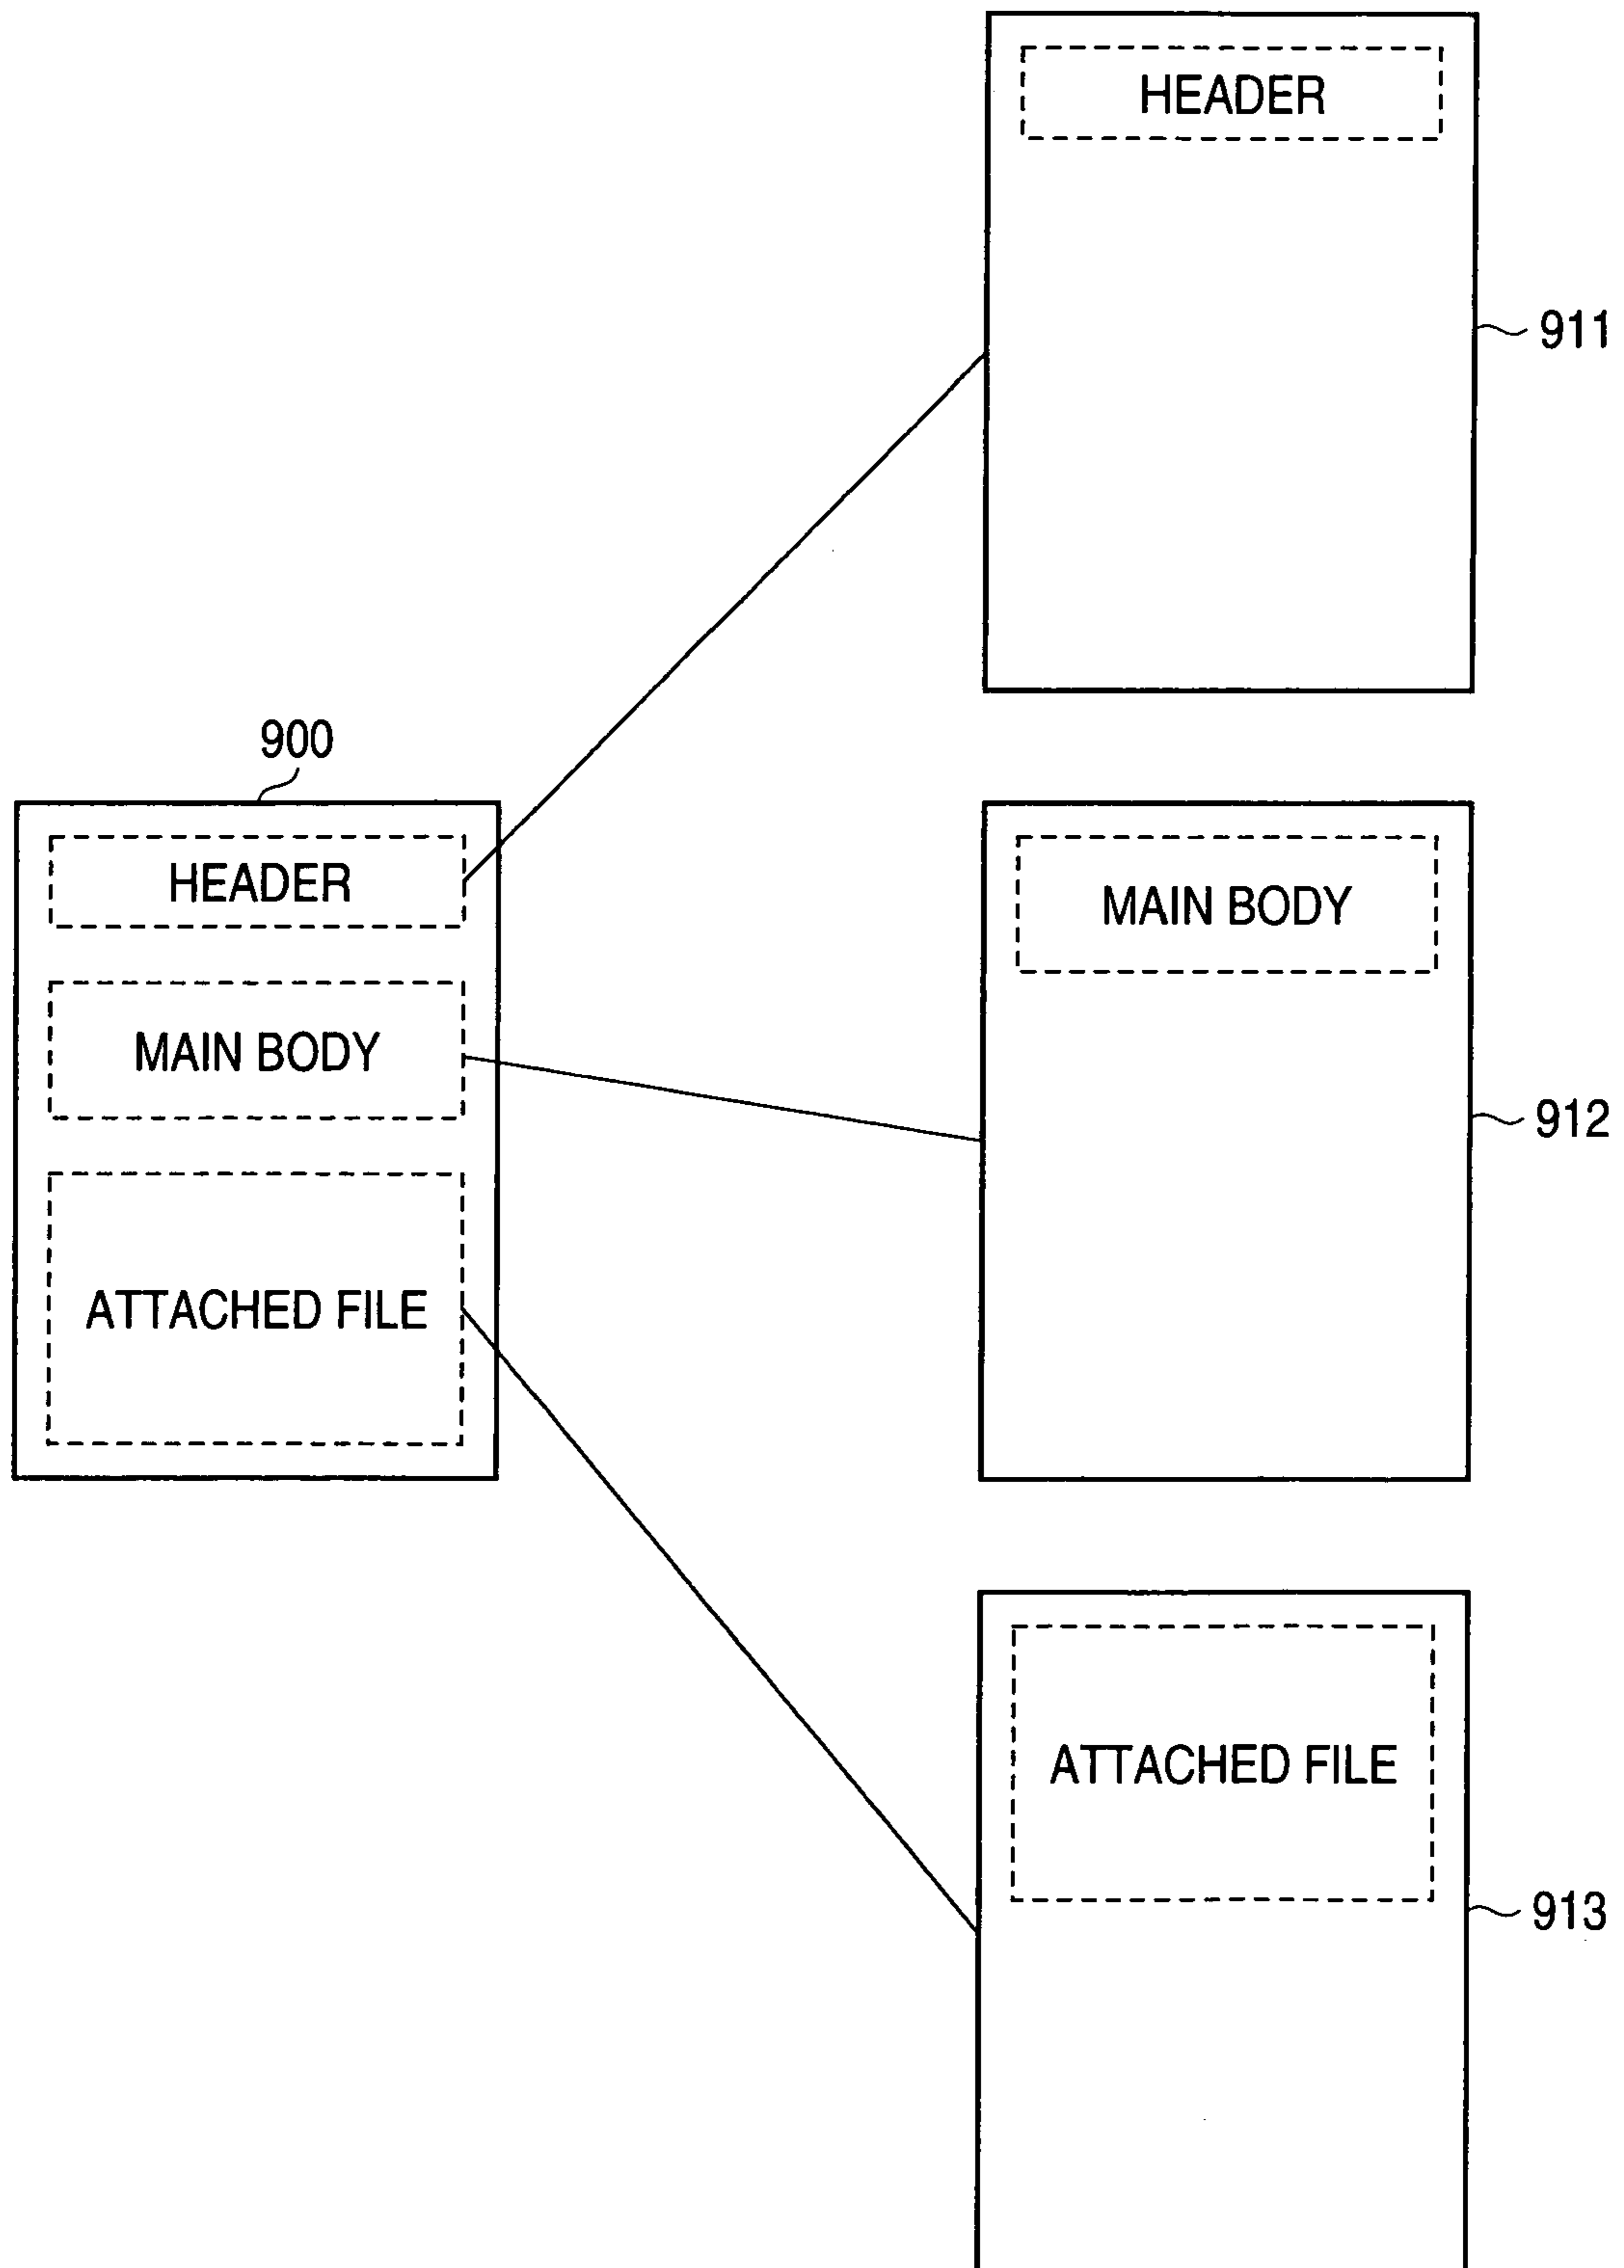 HEADER
911
900
HEADER
MAIN BODY
ATTACHED FILE
MAIN BODY
912
ATTACHED FILE
913